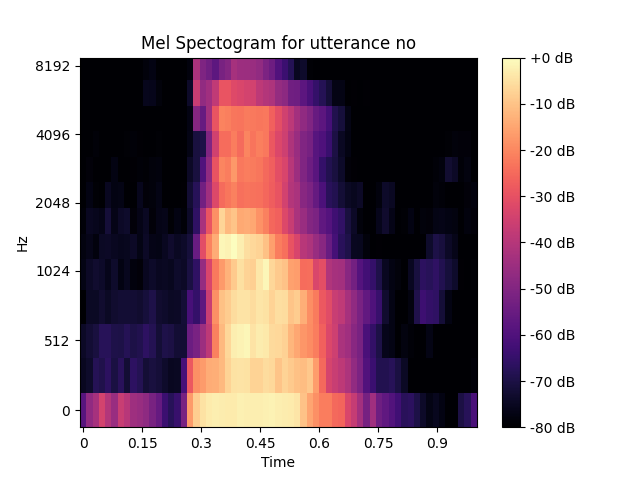 Mel Spectogram for utterance no
Hz
8192
4096
2048
1024
512
0
0 0.15 0.3 0.45 0.6 0.75 0.9
Time
+0 dB
-10 dB
-20 dB
-30 dB
-40 dB
-50 dB
-60 dB
-70 dB
-80 dB